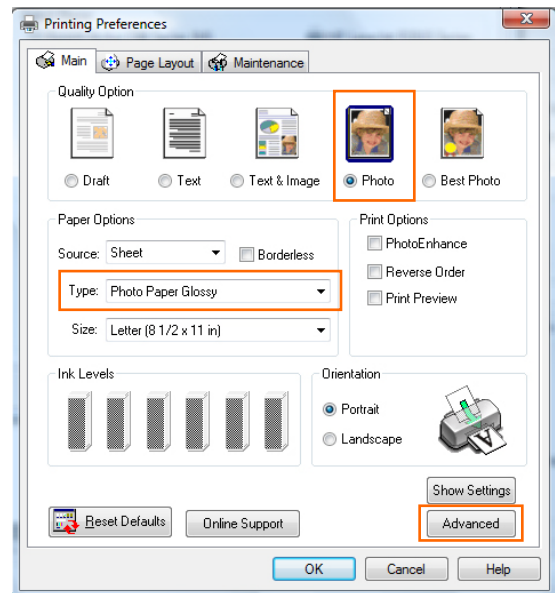 Printing Preferences
Main Page Layout Maintenance
Quality Option
Draft Text Text & Image Photo Best Photo
Paper Options Print Options
Source: Sheet Borderless PhotoEnhance
Reverse Order
Type: Photo Paper Glossy Print Preview
Size: Letter (8 1/2 x 11 in)
Ink Levels Orientation
Portrait
Landscape
Show Settings
Reset Defaults Online Support Advanced
OK Cancel Help